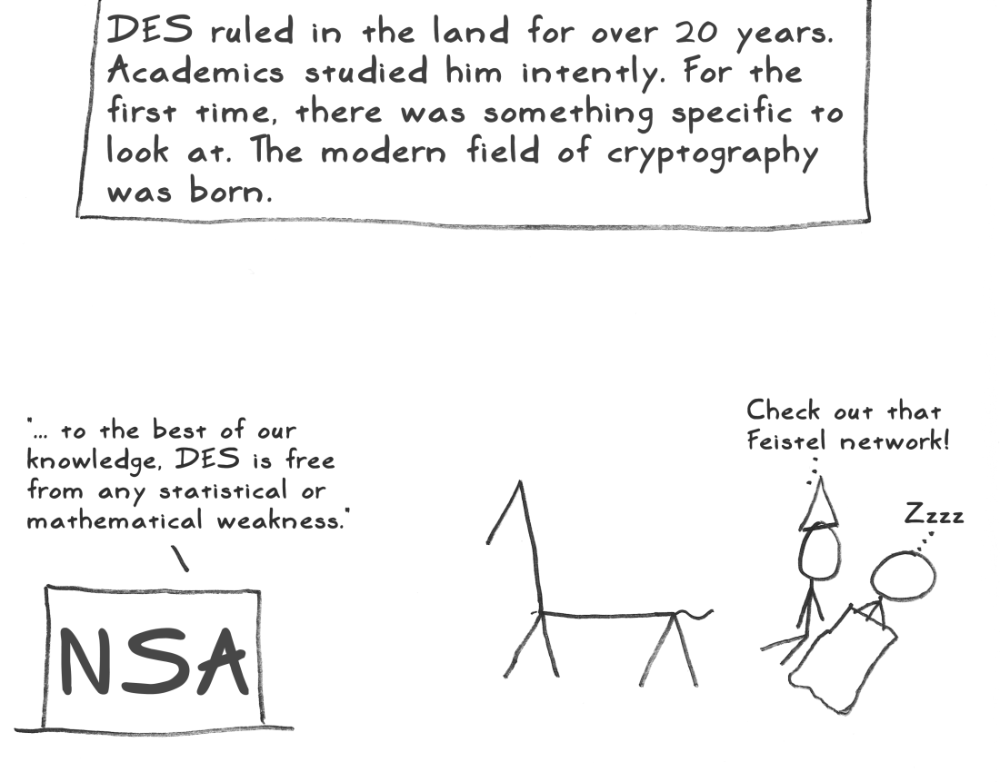 DES ruled in the land for over 20 years.
Academics studied him intently. For the
first time, there was something specific to
look at. The modern field of cryptography
was born.
"... to the best of our
knowledge, DES is free
from any statistical or
mathematical weakness."
NSA
Check out that
Feistel network!
Zzzz